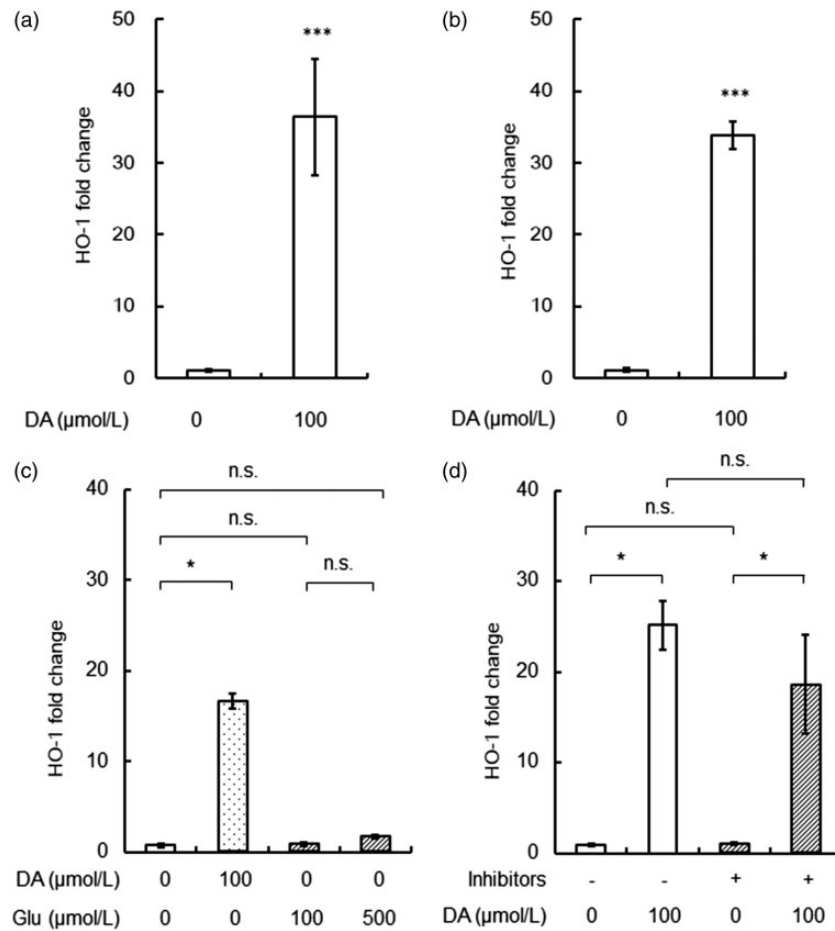 (a)
50
40
30
20
10
0
HO-1 fold change
***
DA (µmol/L) 0 100
(b)
50
40
30
20
10
0
HO-1 fold change
***
DA (µmol/L) 0 100
(c)
40
30
20
10
0
HO-1 fold change
n.s.
n.s.
* n.s.
DA (µmol/L) 0 100 0 0
Glu (µmol/L) 0 0 100 500
(d)
40
30
20
10
0
HO-1 fold change
n.s.
n.s.
* *
Inhibitors - - + +
DA (µmol/L) 0 100 0 100